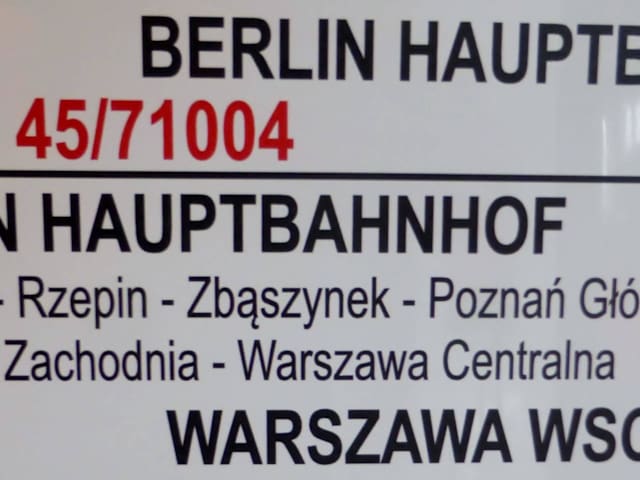 BERLIN HAUPTB
45/71004
N HAUPTBAHNHOF
- Rzepin - Zbąszynek - Poznań Głó
Zachodnia - Warszawa Centralna
WARSZAWA WSC